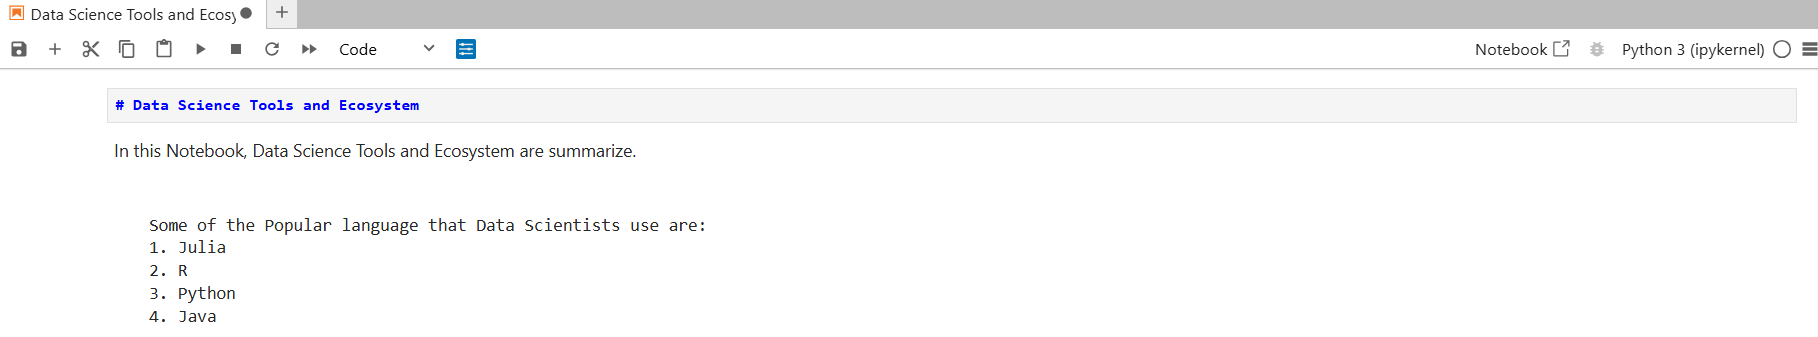 Data Science Tools and Ecosy
Code
Notebook
Python 3 (ipykernel)
# Data Science Tools and Ecosystem
In this Notebook, Data Science Tools and Ecosystem are summarize.
Some of the Popular language that Data Scientists use are:
1. Julia
2. R
3. Python
4. Java